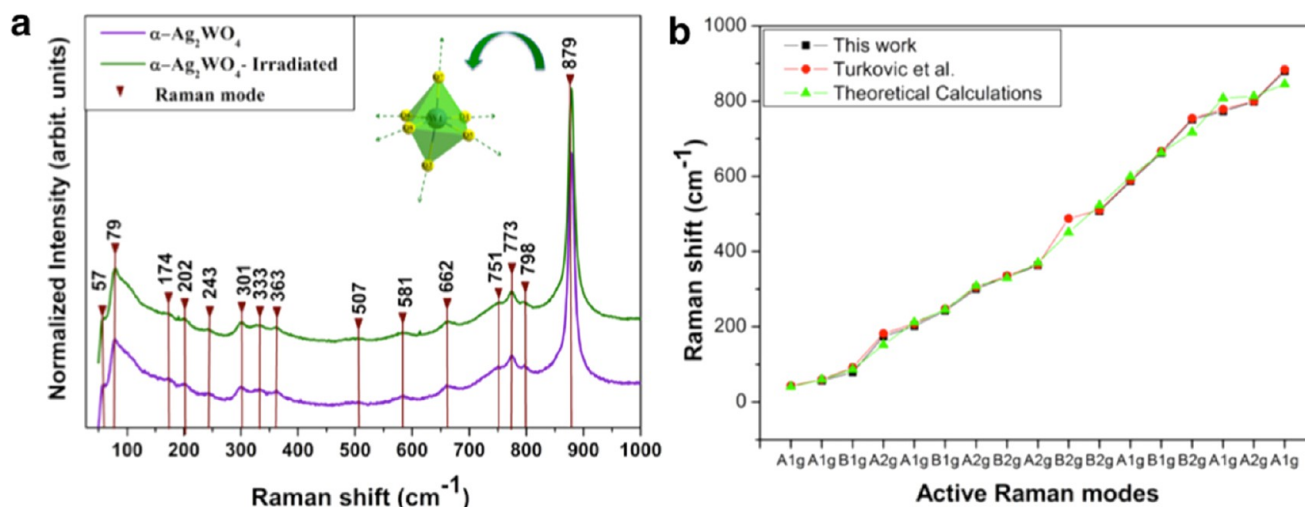 a
α-Ag2WO4
α-Ag2WO4- Irradiated
Raman mode
Normalized Intensity (arbit. units)
57
79
174
202
243
301
333
363
507
581
662
751
773
798
879
100 200 300 400 500 600 700 800 900 1000
Raman shift (cm-1)
b
This work
Turkovic et al.
Theoretical Calculations
Raman shift (cm-1)
1000
800
600
400
200
0
A1g A1g B1g A2g A1g B1g A2g B2g A2g B2g B2g A1g B1g B2g A1g A2g A1g
Active Raman modes